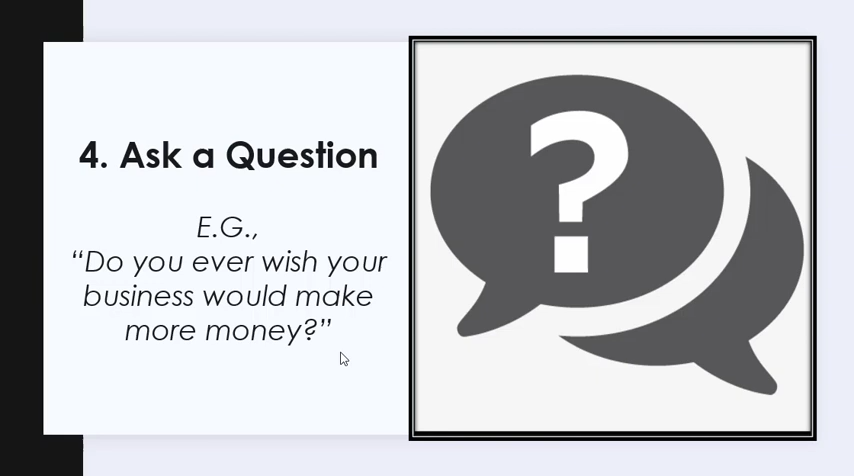 4. Ask a Question
E.G.,
“Do you ever wish your
business would make
more money?”
?